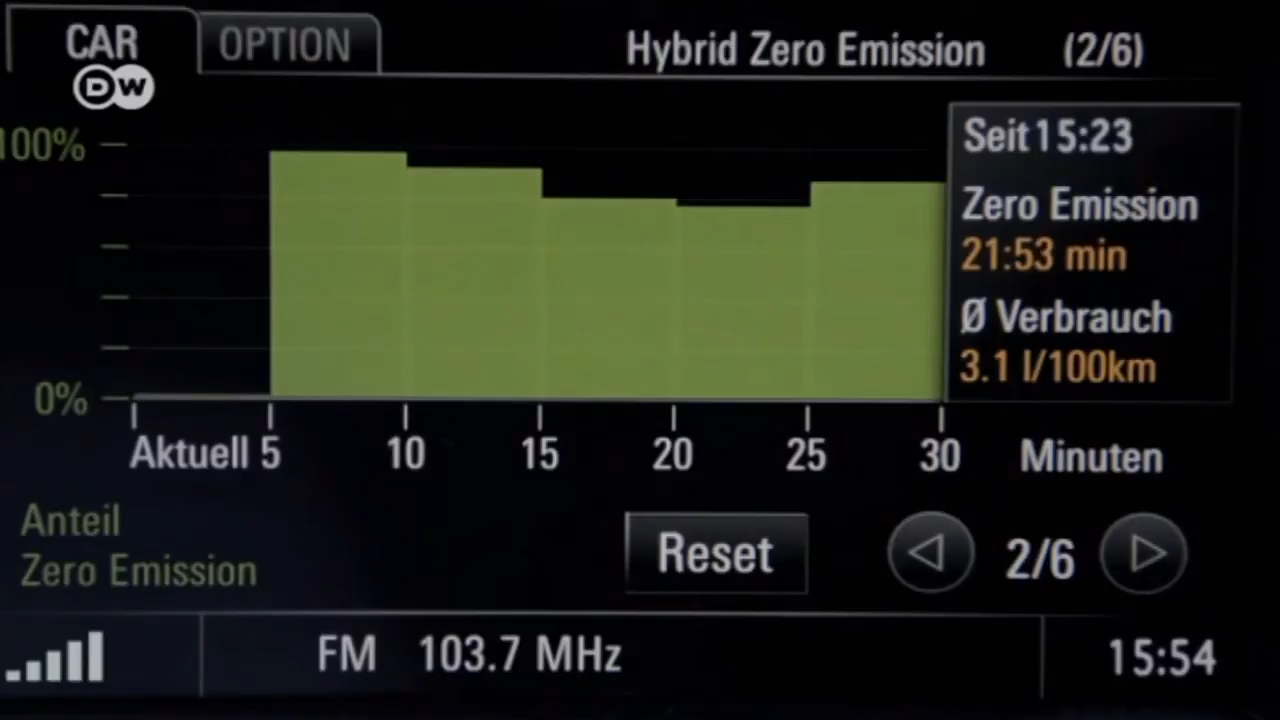 CAR
OPTION
Hybrid Zero Emission (2/6)
DW
100%
0%
Seit 15:23
Zero Emission
21:53 min
Ø Verbrauch
3.1 l/100km
Aktuell 5 10 15 20 25 30 Minuten
Anteil
Zero Emission
Reset
2/6
FM 103.7 MHz
15:54